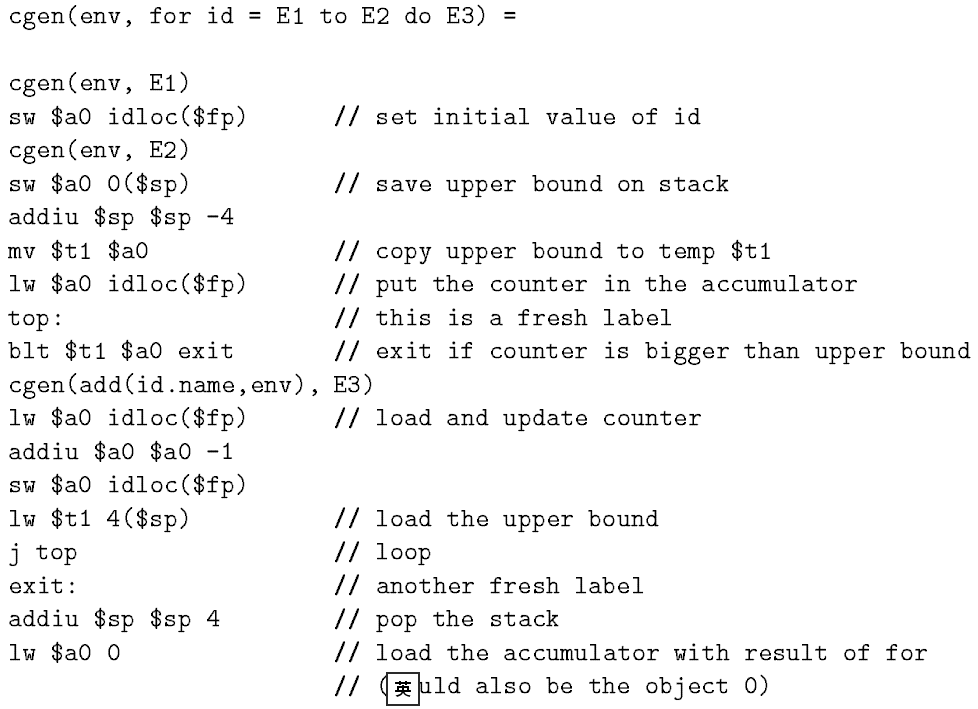 cgen(env, for id = E1 to E2 do E3) =
cgen(env, E1)
sw $a0 idloc($fp) // set initial value of id
cgen(env, E2)
sw $a0 0($sp) // save upper bound on stack
addiu $sp $sp -4
mv $t1 $a0 // copy upper bound to temp $t1
lw $a0 idloc($fp) // put the counter in the accumulator
top: // this is a fresh label
blt $t1 $a0 exit // exit if counter is bigger than upper bound
cgen(add(id.name,env), E3)
lw $a0 idloc($fp) // load and update counter
addiu $a0 $a0 -1
sw $a0 idloc($fp)
lw $t1 4($sp) // load the upper bound
j top // loop
exit: // another fresh label
addiu $sp $sp 4 // pop the stack
lw $a0 0 // load the accumulator with result of for
// (英uld also be the object 0)